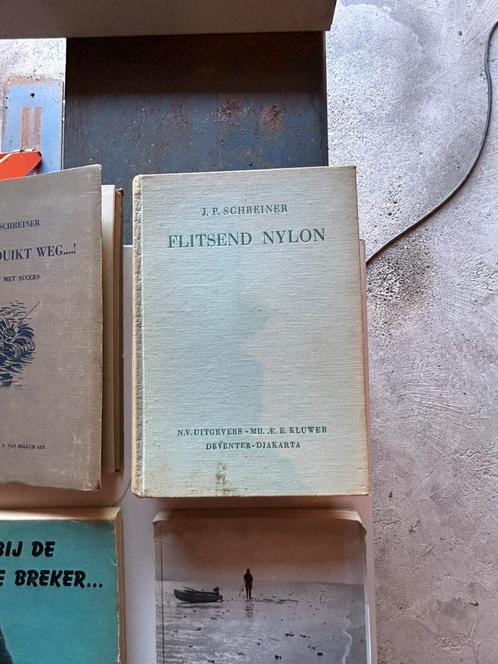 SCHREINER
DUIKT WEG....!
MET SUCCES
J. P. SCHREINER
FLITSEND NYLON
N.V. UITGEVERS - MIJ. Æ. E. KLUWER
DEVENTER-DJAKARTA
BIJ DE
E BREKER...